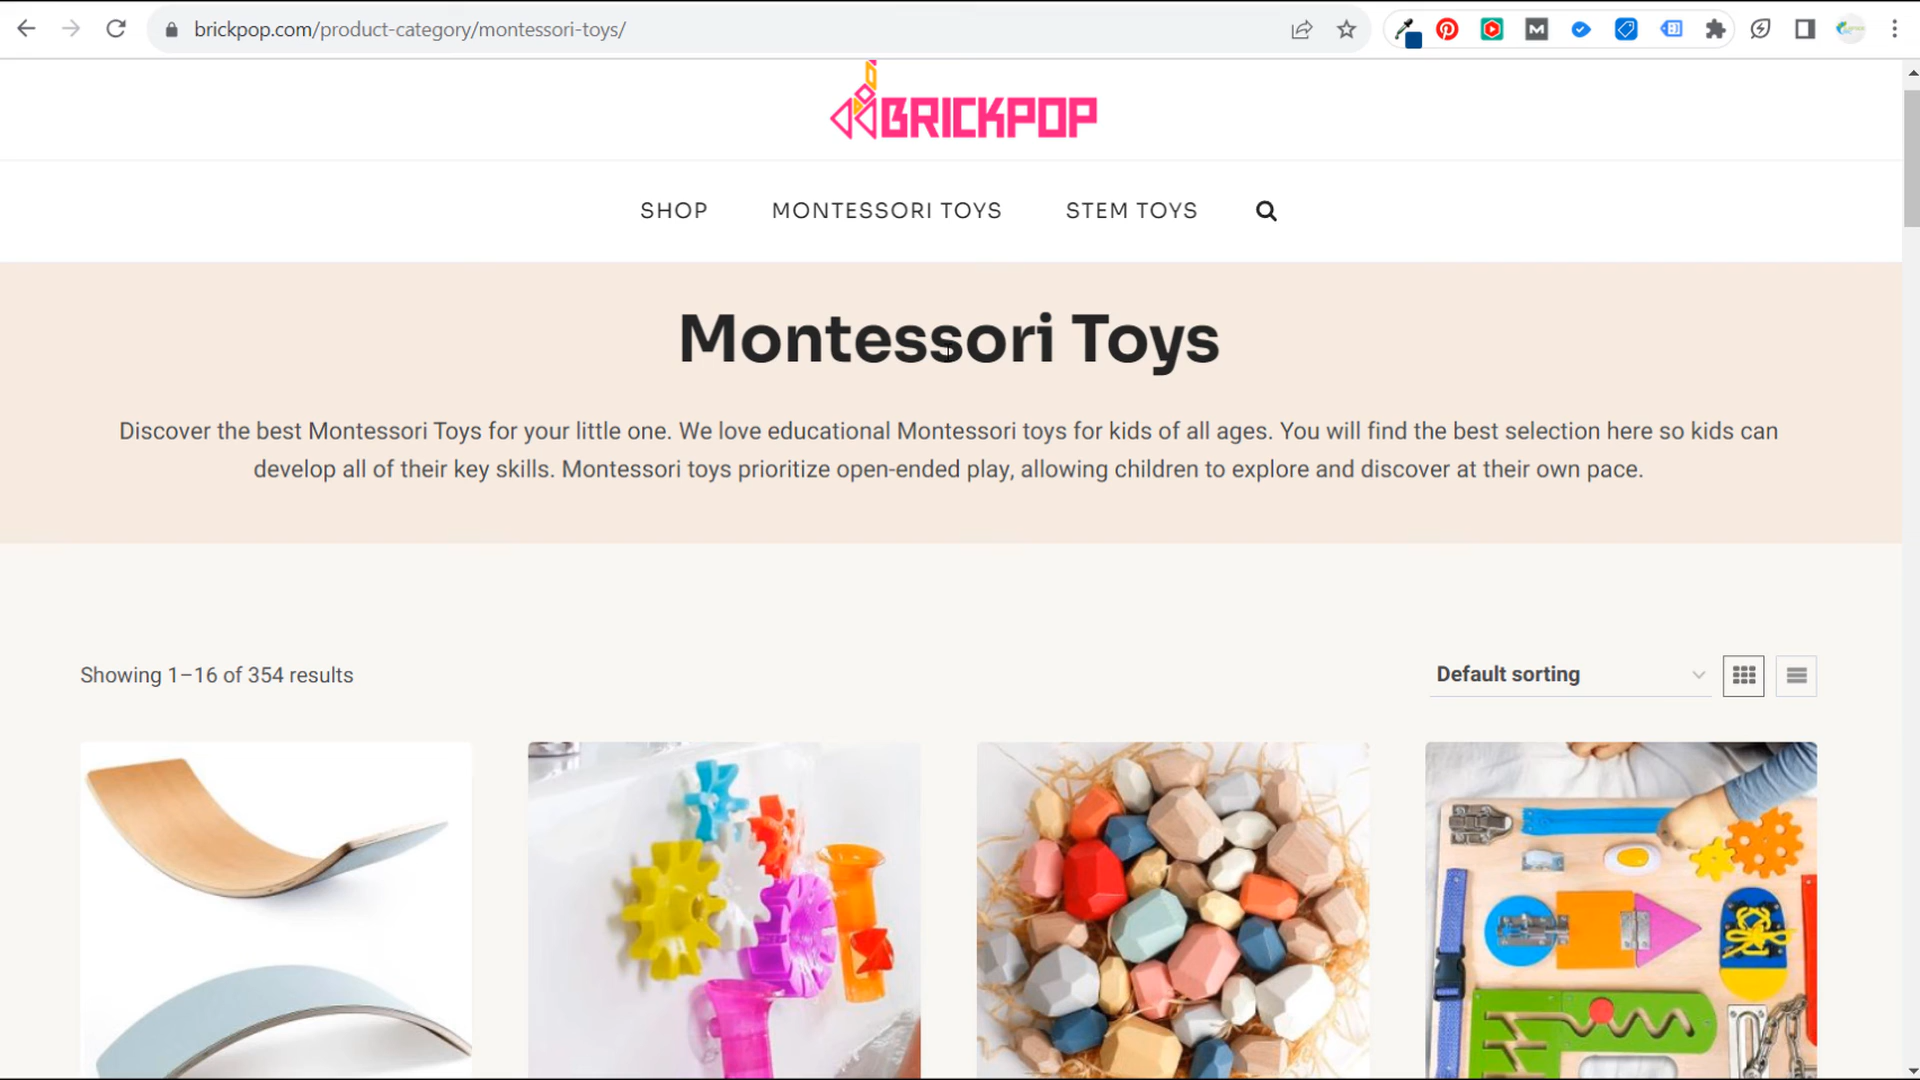 brickpop.com/product-category/montessori-toys/
BRICKPOP
SHOP MONTESSORI TOYS STEM TOYS
Montessori Toys
Discover the best Montessori Toys for your little one. We love educational Montessori toys for kids of all ages. You will find the best selection here so kids can
develop all of their key skills. Montessori toys prioritize open-ended play, allowing children to explore and discover at their own pace.
Showing 1–16 of 354 results
Default sorting